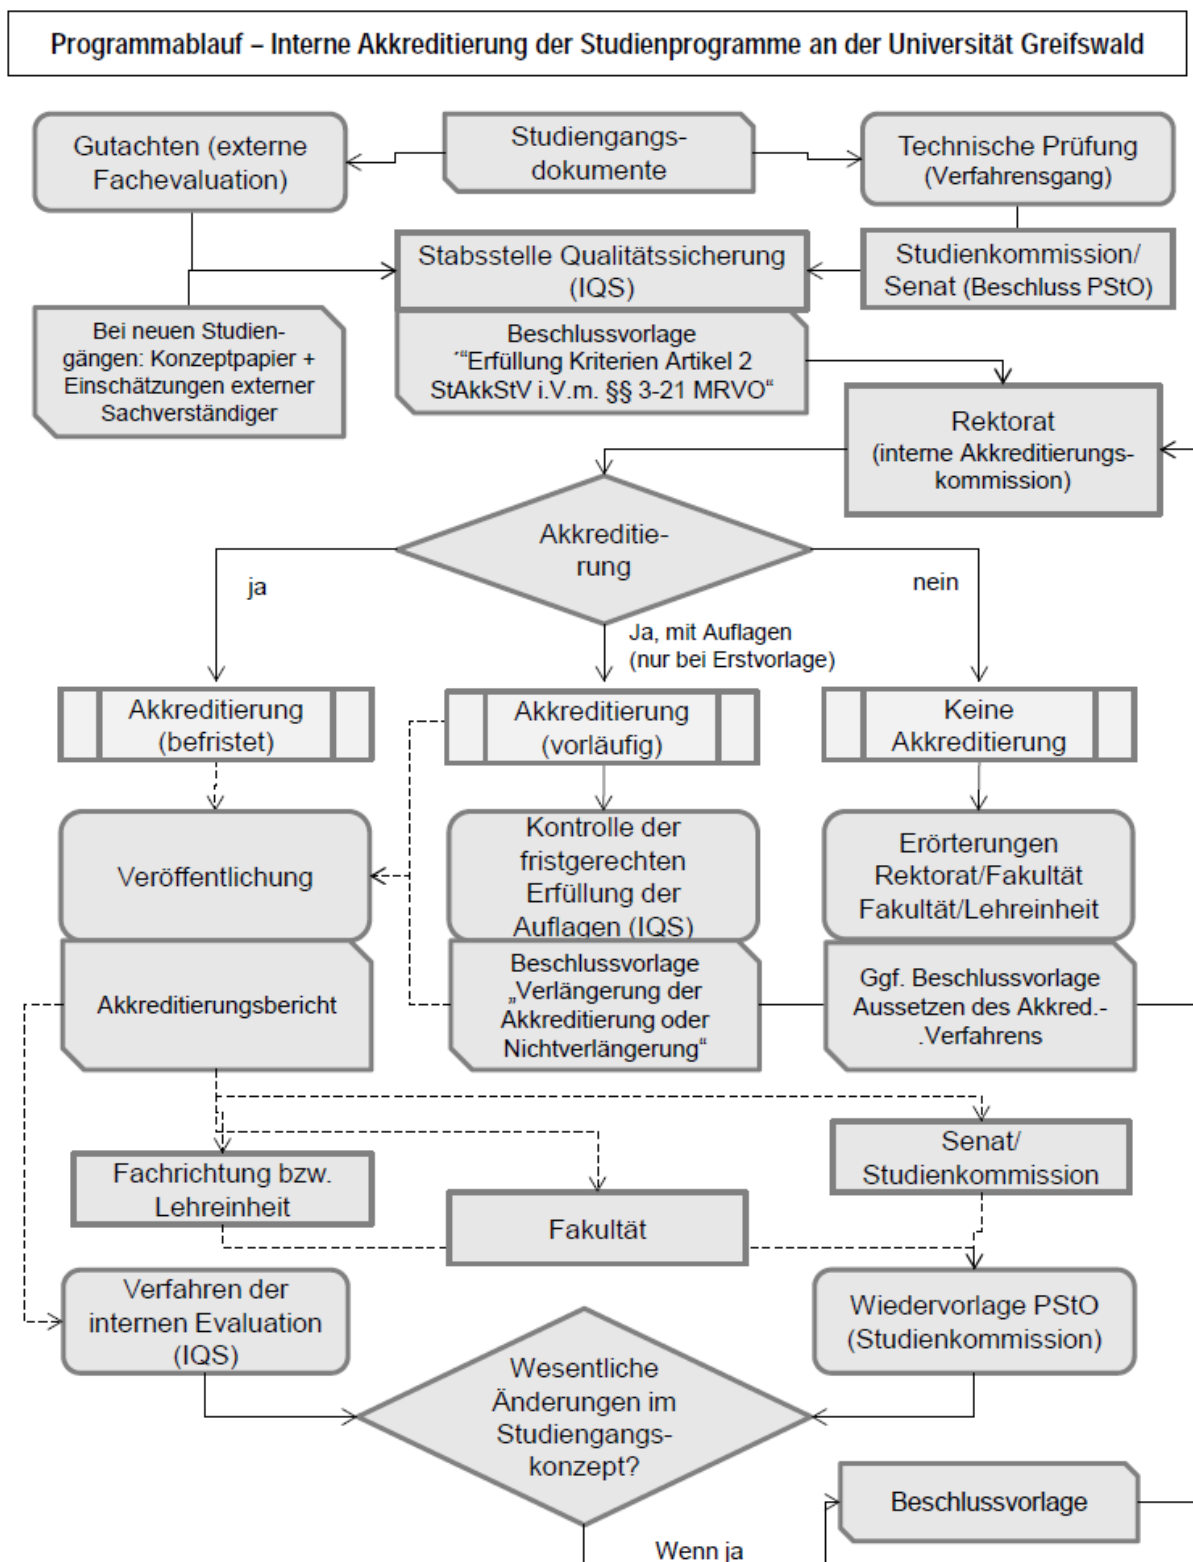 Programmablauf – Interne Akkreditierung der Studienprogramme an der Universität Greifswald
Gutachten (externe
Fachevaluation)
Studiengangs-
dokumente
Technische Prüfung
(Verfahrensgang)
Stabsstelle Qualitätssicherung
(IQS)
Studienkommission/
Senat (Beschluss PStO)
Bei neuen Studien-
gängen: Konzeptpapier +
Einschätzungen externer
Sachverständiger
Beschlussvorlage
´“Erfüllung Kriterien Artikel 2
StAkkStV i.V.m. §§ 3-21 MRVO“
Rektorat
(interne Akkreditierungs-
kommission)
Akkreditie-
rung
ja
Ja, mit Auflagen
(nur bei Erstvorlage)
nein
Akkreditierung
(befristet)
Akkreditierung
(vorläufig)
Keine
Akkreditierung
Veröffentlichung
Kontrolle der
fristgerechten
Erfüllung der
Auflagen (IQS)
Erörterungen
Rektorat/Fakultät
Fakultät/Lehreinheit
Akkreditierungsbericht
Beschlussvorlage
„Verlängerung der
Akkreditierung oder
Nichtverlängerung“
Ggf. Beschlussvorlage
Aussetzen des Akkred.-
.Verfahrens
Fachrichtung bzw.
Lehreinheit
Fakultät
Senat/
Studienkommission
Verfahren der
internen Evaluation
(IQS)
Wiedervorlage PStO
(Studienkommission)
Wesentliche
Änderungen im
Studiengangs-
konzept?
Beschlussvorlage
Wenn ja